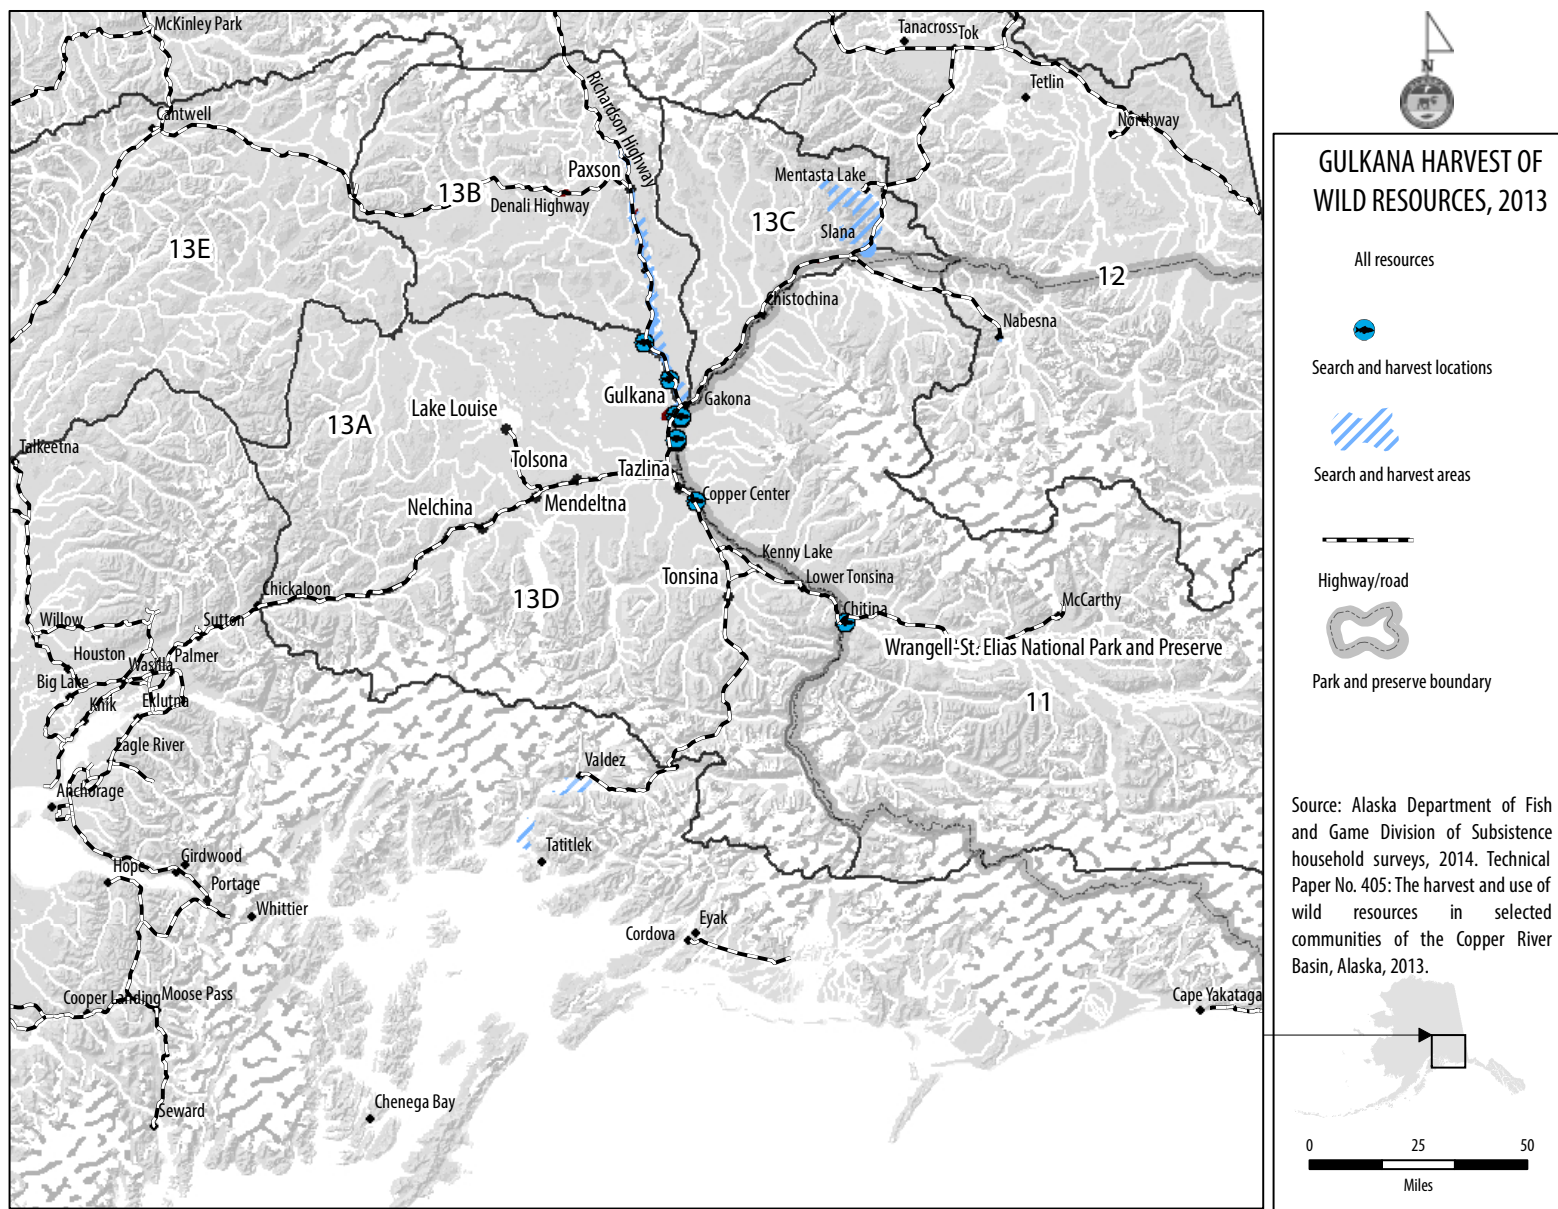 McKinley Park
Tanacross
Tok
Tetlin
Northway
Cantwell
Richardson Highway
Paxson
Denali Highway
13B
13E
Mentasta Lake
13C
Slana
12
Chistochina
Nabesna
Gulkana
Gakona
Lake Louise
13A
Talkeetna
Tolsona
Tazlina
Nelchina
Mendeltna
Copper Center
Kenny Lake
Tonsina
Lower Tonsina
Chickaloon
13D
Chitina
McCarthy
Willow
Sutton
Houston
Wasilla
Palmer
Wrangell-St. Elias National Park and Preserve
Big Lake
Knik
Eklutna
11
Eagle River
Valdez
Anchorage
Tatitlek
Hope
Girdwood
Portage
Whittier
Eyak
Cordova
Cooper Landing
Moose Pass
Cape Yakataga
Seward
Chenega Bay
N
GULKANA HARVEST OF
WILD RESOURCES, 2013
All resources
Search and harvest locations
Search and harvest areas
Highway/road
Park and preserve boundary
Source: Alaska Department of Fish
and Game Division of Subsistence
household surveys, 2014. Technical
Paper No. 405: The harvest and use of
wild resources in selected
communities of the Copper River
Basin, Alaska, 2013.
0 25 50
Miles